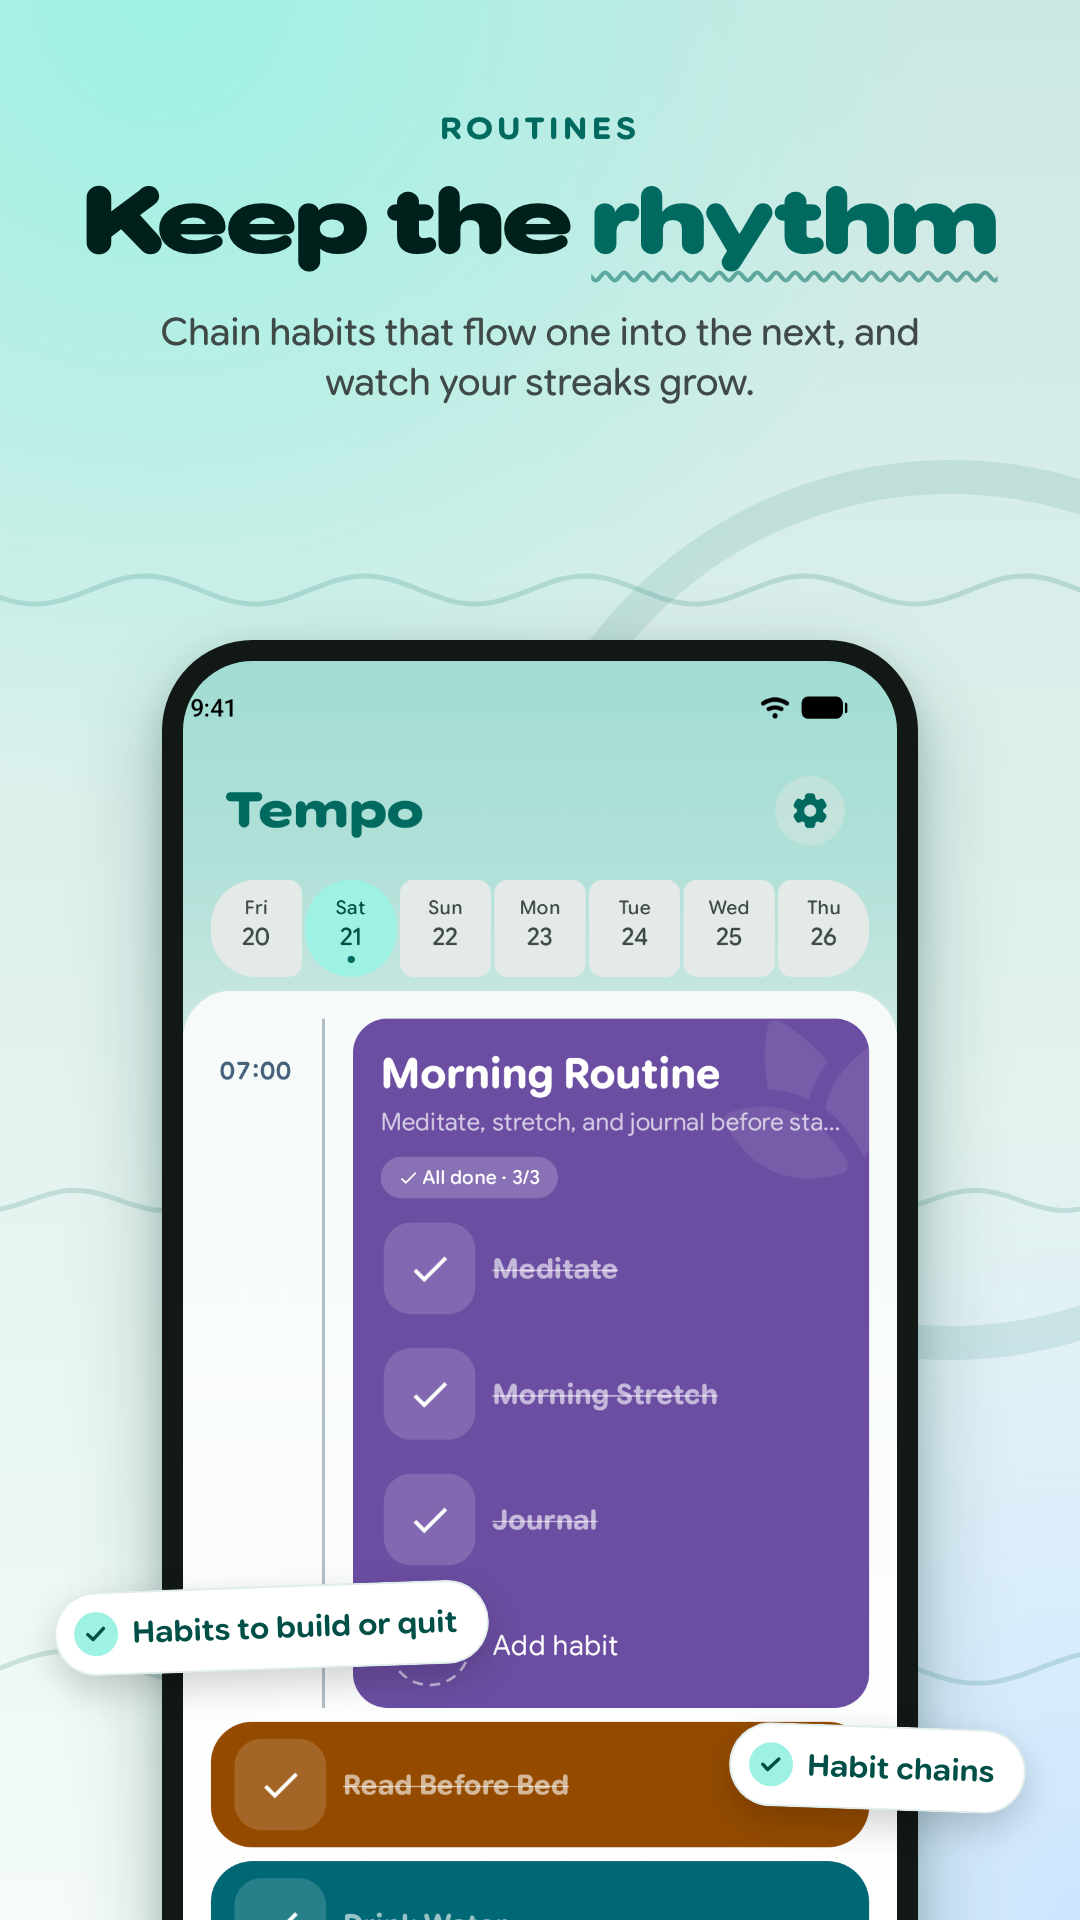 ROUTINES
Keep the rhythm
Chain habits that flow one into the next, and
watch your streaks grow.
9:41
Tempo
Fri Sat Sun Mon Tue Wed Thu
20 21 22 23 24 25 26
07:00
Morning Routine
Meditate, stretch, and journal before sta...
All done · 3/3
Meditate
Morning Stretch
Journal
Habits to build or quit
Add habit
Read Before Bed
Habit chains
Drink Water